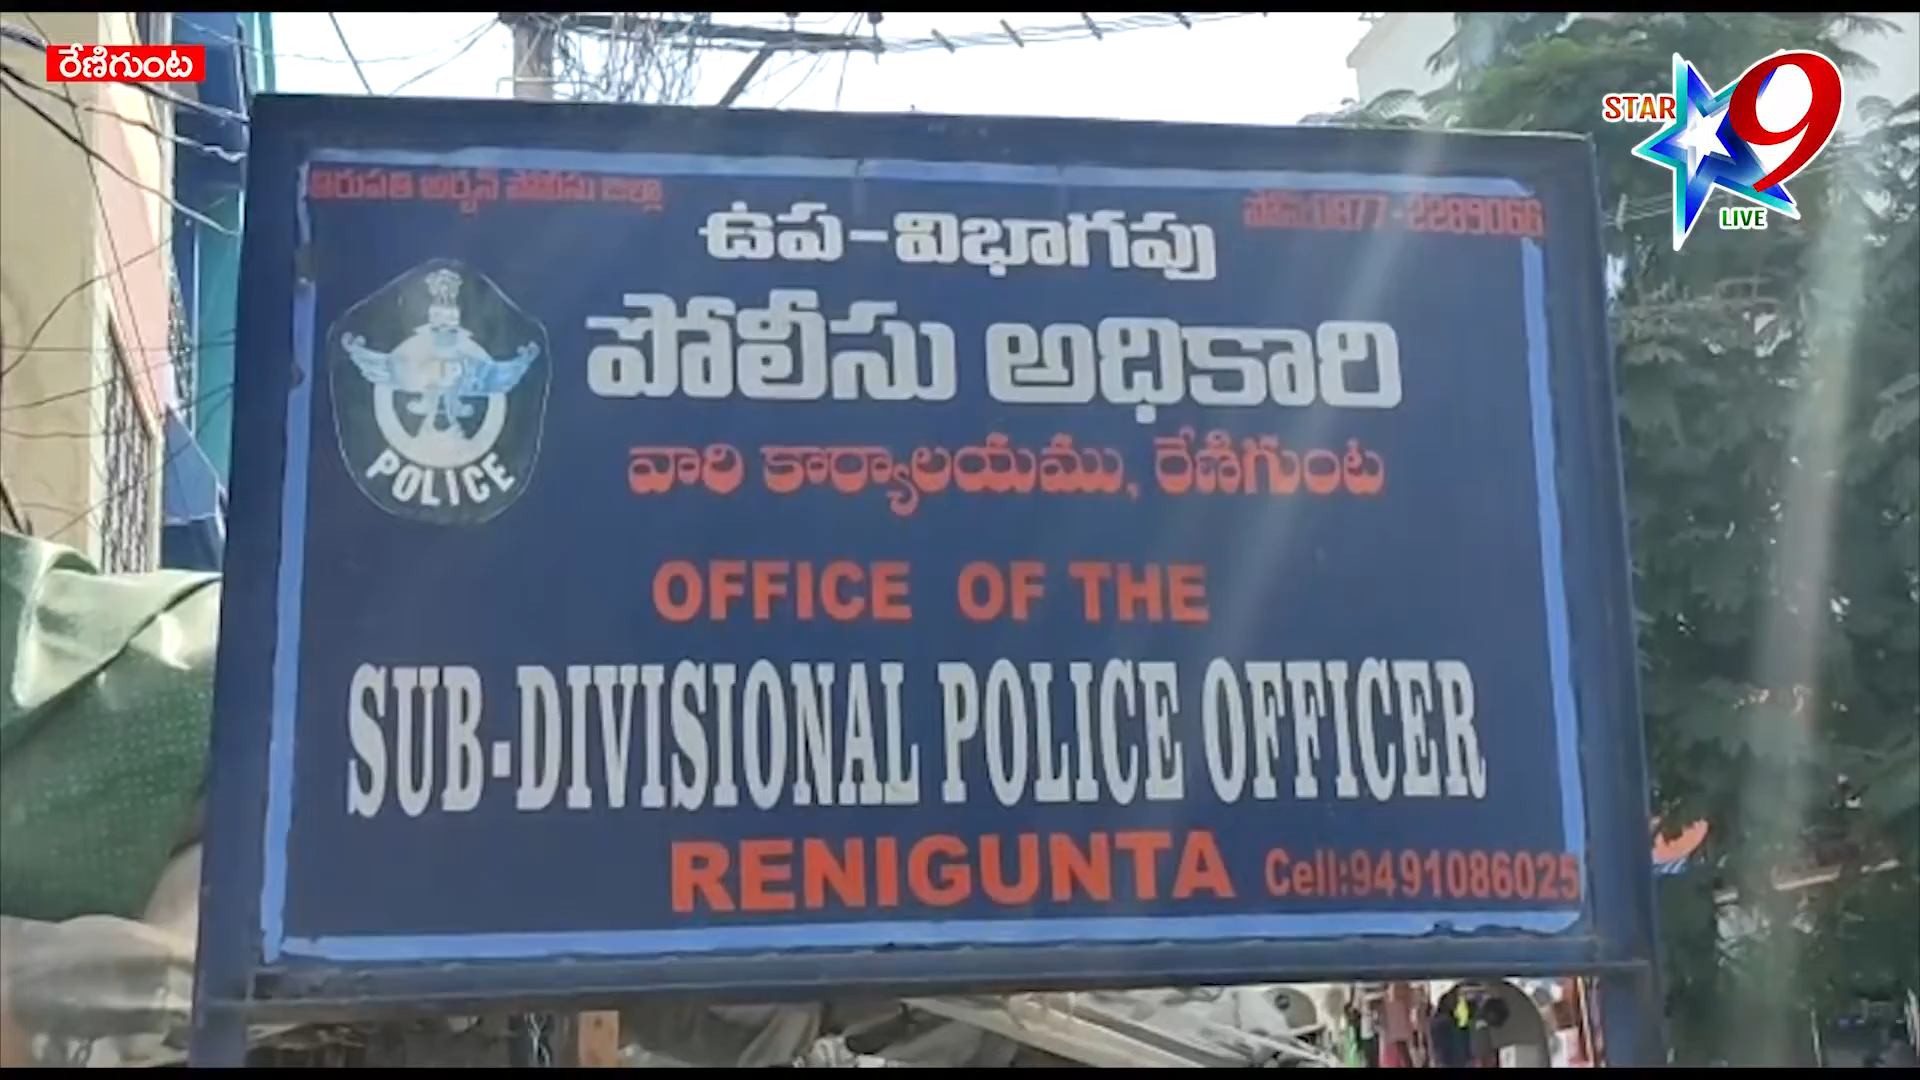 రేణిగుంట
STAR 9
LIVE
తిరుపతి అర్బన్ పోలీసు జిల్లా
ఫోన్:0877-2289066
ఉప-విభాగపు
పోలీసు అధికారి
వారి కార్యాలయము, రేణిగుంట
POLICE
OFFICE OF THE
SUB-DIVISIONAL POLICE OFFICER
RENIGUNTA Cell:9491086025